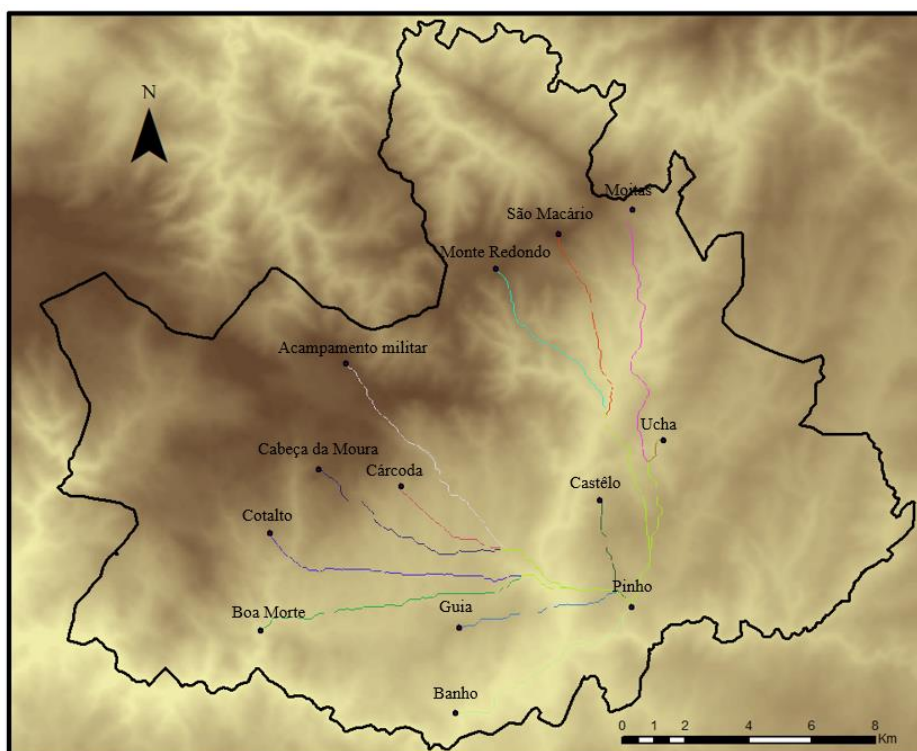 N
Moitas
São Macário
Monte Redondo
Acampamento militar
Ucha
Cabeça da Moura
Cárcoda
Castêlo
Cotalto
Pinho
Boa Morte
Guia
Banho
0 1 2 4 6 8
Km